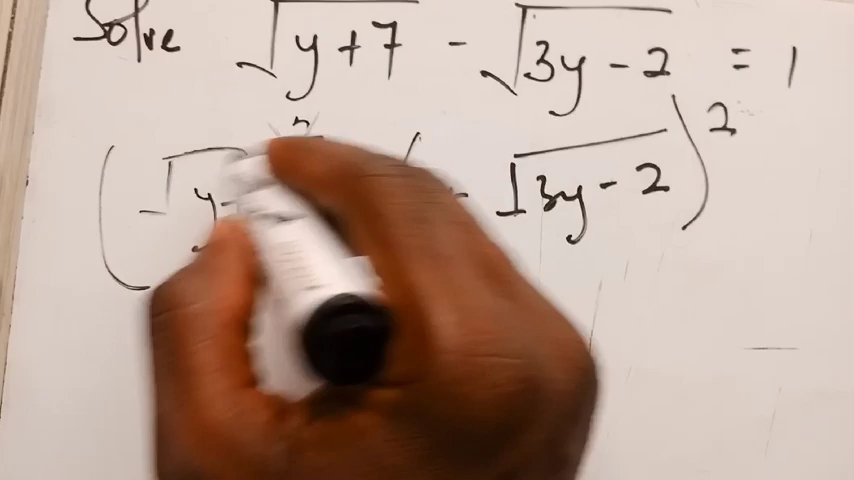 Solve √y+7 - √3y-2 = 1
(√y √3y-2)²